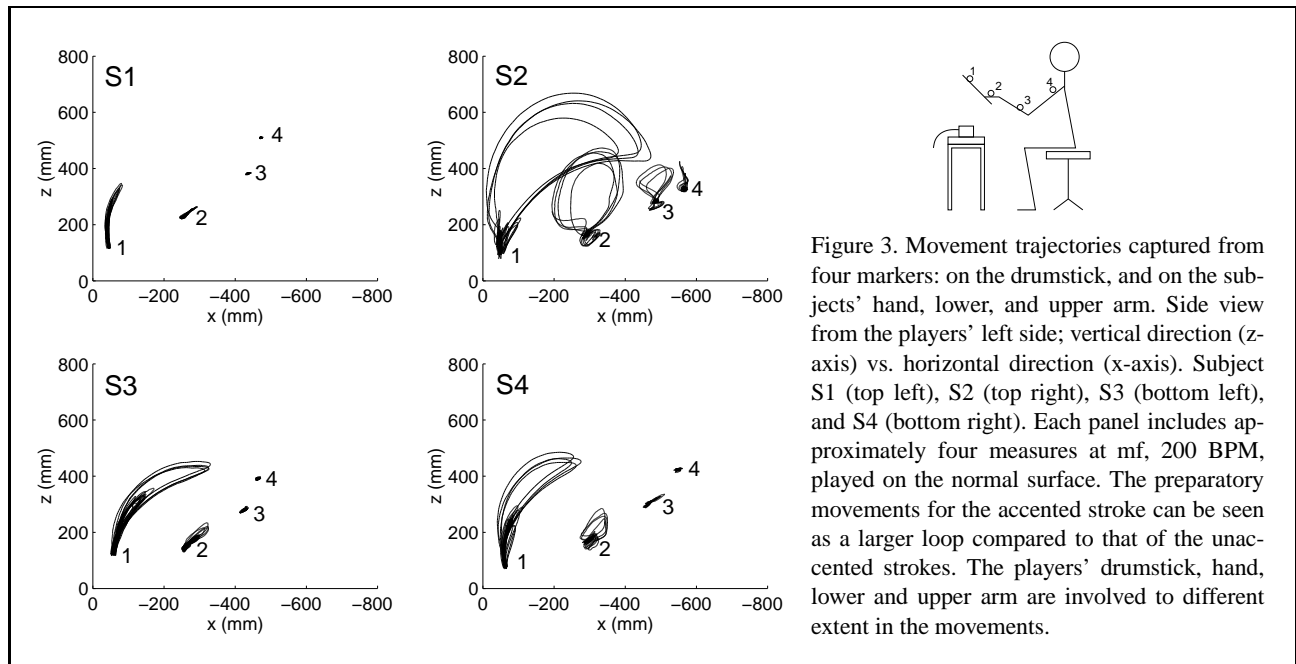 S1
800
600
400
200
0
z (mm)
0 −200 −400 −600 −800
x (mm)
1
2
3
4
S2
800
600
400
200
0
z (mm)
0 −200 −400 −600 −800
x (mm)
1
2
3
4
1
2
3
4
S3
800
600
400
200
0
z (mm)
0 −200 −400 −600 −800
x (mm)
1
2
3
4
S4
800
600
400
200
0
z (mm)
0 −200 −400 −600 −800
x (mm)
1
2
3
4
Figure 3. Movement trajectories captured from
four markers: on the drumstick, and on the sub-
jects' hand, lower, and upper arm. Side view
from the players' left side; vertical direction (z-
axis) vs. horizontal direction (x-axis). Subject
S1 (top left), S2 (top right), S3 (bottom left),
and S4 (bottom right). Each panel includes ap-
proximately four measures at mf, 200 BPM,
played on the normal surface. The preparatory
movements for the accented stroke can be seen
as a larger loop compared to that of the unac-
cented strokes. The players' drumstick, hand,
lower and upper arm are involved to different
extent in the movements.